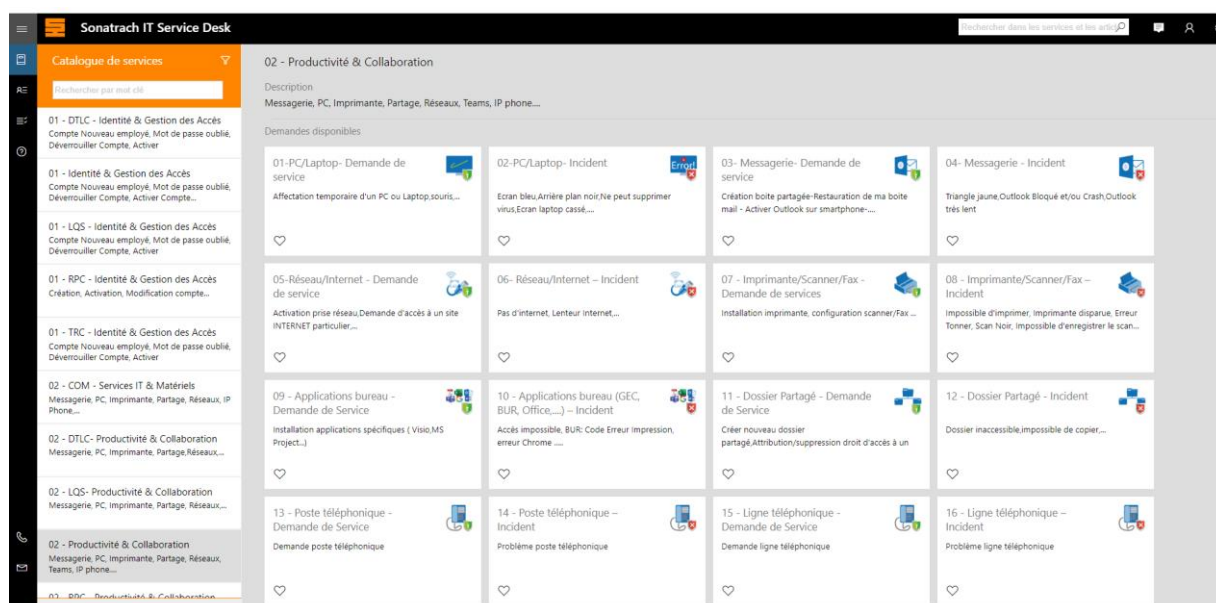 Sonatrach IT Service Desk
Rechercher dans les services et les artic
Catalogue de services
Rechercher par mot clé
01 - DTLC - Identité & Gestion des Accès
Compte Nouveau employé, Mot de passe oublié,
Déverrouiller Compte, Activer
01 - Identité & Gestion des Accès
Compte Nouveau employé, Mot de passe oublié,
Déverrouiller Compte, Activer Compte...
01 - LQS - Identité & Gestion des Accès
Compte Nouveau employé, Mot de passe oublié,
Déverrouiller Compte, Activer
01 - RPC - Identité & Gestion des Accès
Création, Activation, Modification compte...
01 - TRC - Identité & Gestion des Accès
Compte Nouveau employé, Mot de passe oublié,
Déverrouiller Compte, Activer
02 - COM - Services IT & Matériels
Messagerie, PC, Imprimante, Partage, Réseaux, IP
Phone,...
02 - DTLC- Productivité & Collaboration
Messagerie, PC, Imprimante, Partage,Réseaux,...
02 - LQS- Productivité & Collaboration
Messagerie, PC, Imprimante, Partage, Réseaux,...
02 - Productivité & Collaboration
Messagerie, PC, Imprimante, Partage, Réseaux,
Teams, IP phone....
02 - RPC - Productivité & Collaboration
02 - Productivité & Collaboration
Description
Messagerie, PC, Imprimante, Partage, Réseaux, Teams, IP phone....
Demandes disponibles
01-PC/Laptop- Demande de
service
Affectation temporaire d'un PC ou Laptop,souris,...
02-PC/Laptop- Incident
Error!
Ecran bleu,Arrière plan noir,Ne peut supprimer
virus,Ecran laptop cassé,....
03- Messagerie- Demande de
service
Création boite partagée-Restauration de ma boite
mail - Activer Outlook sur smartphone-....
04- Messagerie - Incident
Triangle jaune,Outlook Bloqué et/ou Crash,Outlook
très lent
05-Réseau/Internet - Demande
de service
Activation prise réseau,Demande d'accès à un site
INTERNET particulier,...
06- Réseau/Internet – Incident
Pas d'internet, Lenteur Internet,...
07 - Imprimante/Scanner/Fax -
Demande de services
Installation imprimante, configuration scanner/Fax ...
08 - Imprimante/Scanner/Fax –
Incident
Impossible d'imprimer, Imprimante disparue, Erreur
Tonner, Scan Noir, Impossible d'enregistrer le scan...
09 - Applications bureau -
Demande de Service
Installation applications spécifiques ( Visio,MS
Project...)
10 - Applications bureau (GEC,
BUR, Office,....) – Incident
Accès impossible, BUR: Code Erreur Impression,
erreur Chrome ....
11 - Dossier Partagé - Demande
de Service
Créer nouveau dossier
partagé,Attribution/suppression droit d'accès à un
12 - Dossier Partagé - Incident
Dossier inaccessible,impossible de copier,...
13 - Poste téléphonique -
Demande de Service
Demande poste téléphonique
14 - Poste téléphonique –
Incident
Problème poste téléphonique
15 - Ligne téléphonique -
Demande de Service
Demande ligne téléphonique
16 - Ligne téléphonique –
Incident
Problème ligne téléphonique